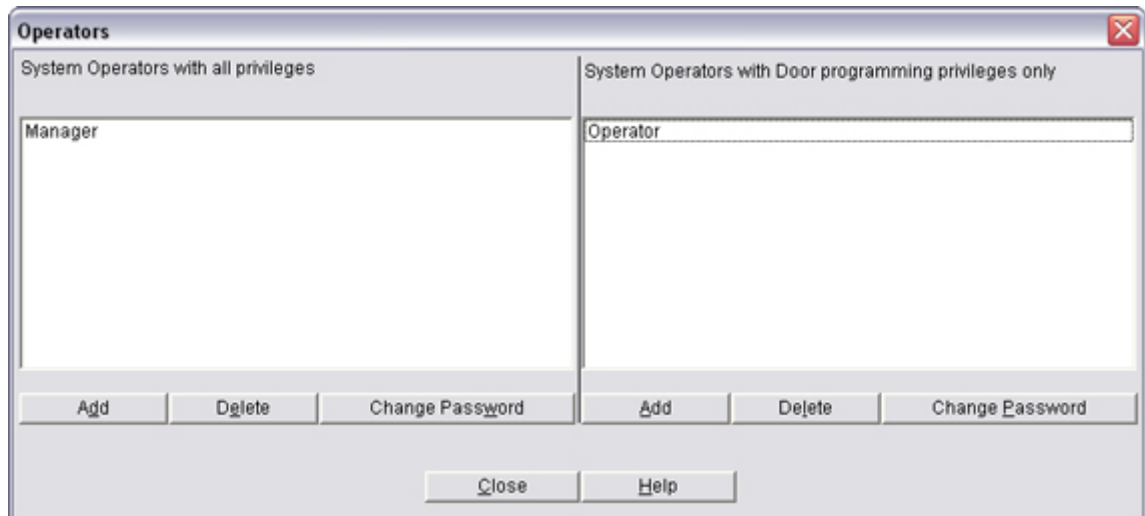 Operators
System Operators with all privileges
System Operators with Door programming privileges only
Manager
Operator
Add Delete Change Password Add Delete Change Password
Close Help